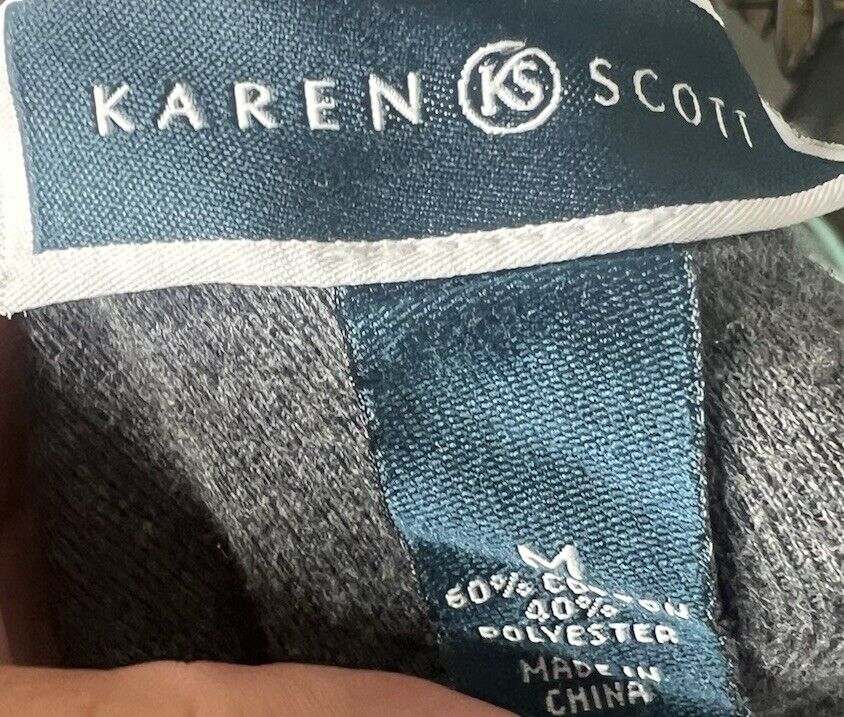 KAREN KS SCOTT
M
60% COTTON
40%
POLYESTER
MADE IN
CHINA